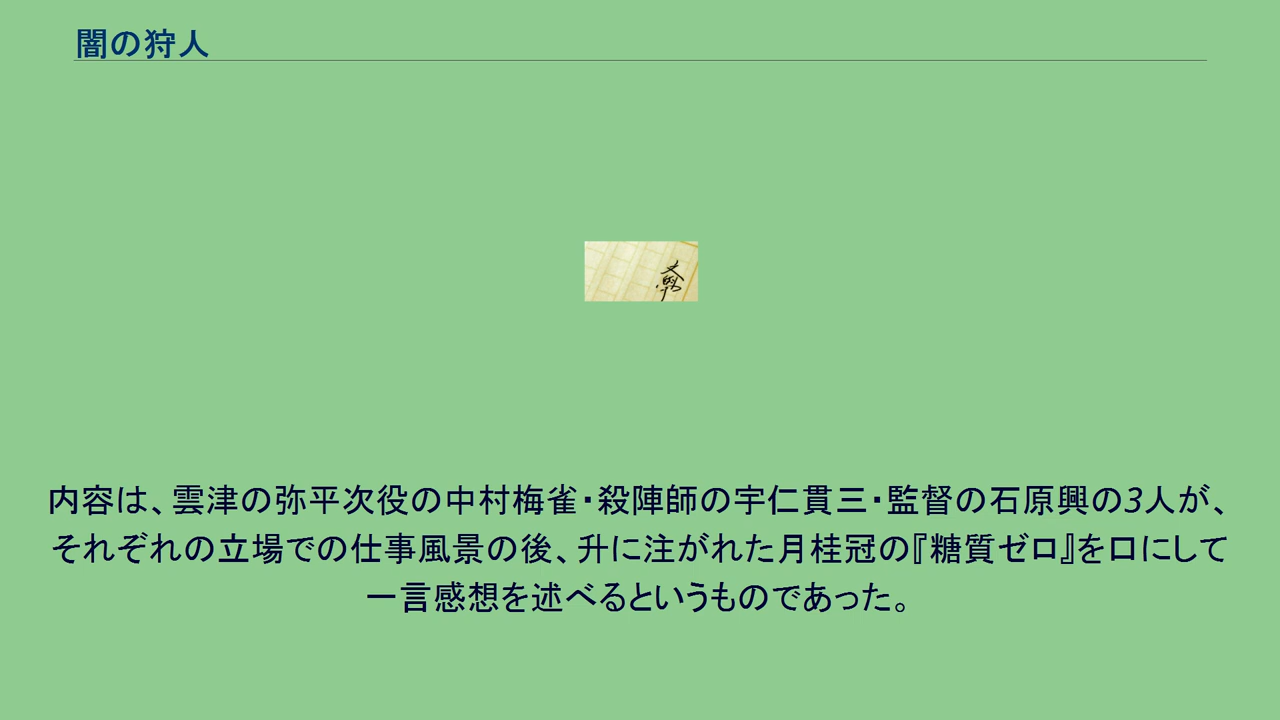 闇の狩人
内容は、雲津の弥平次役の中村梅雀・殺陣師の宇仁貫三・監督の石原興の3人が、
それぞれの立場での仕事風景の後、升に注がれた月桂冠の『糖質ゼロ』を口にして
一言感想を述べるというものであった。